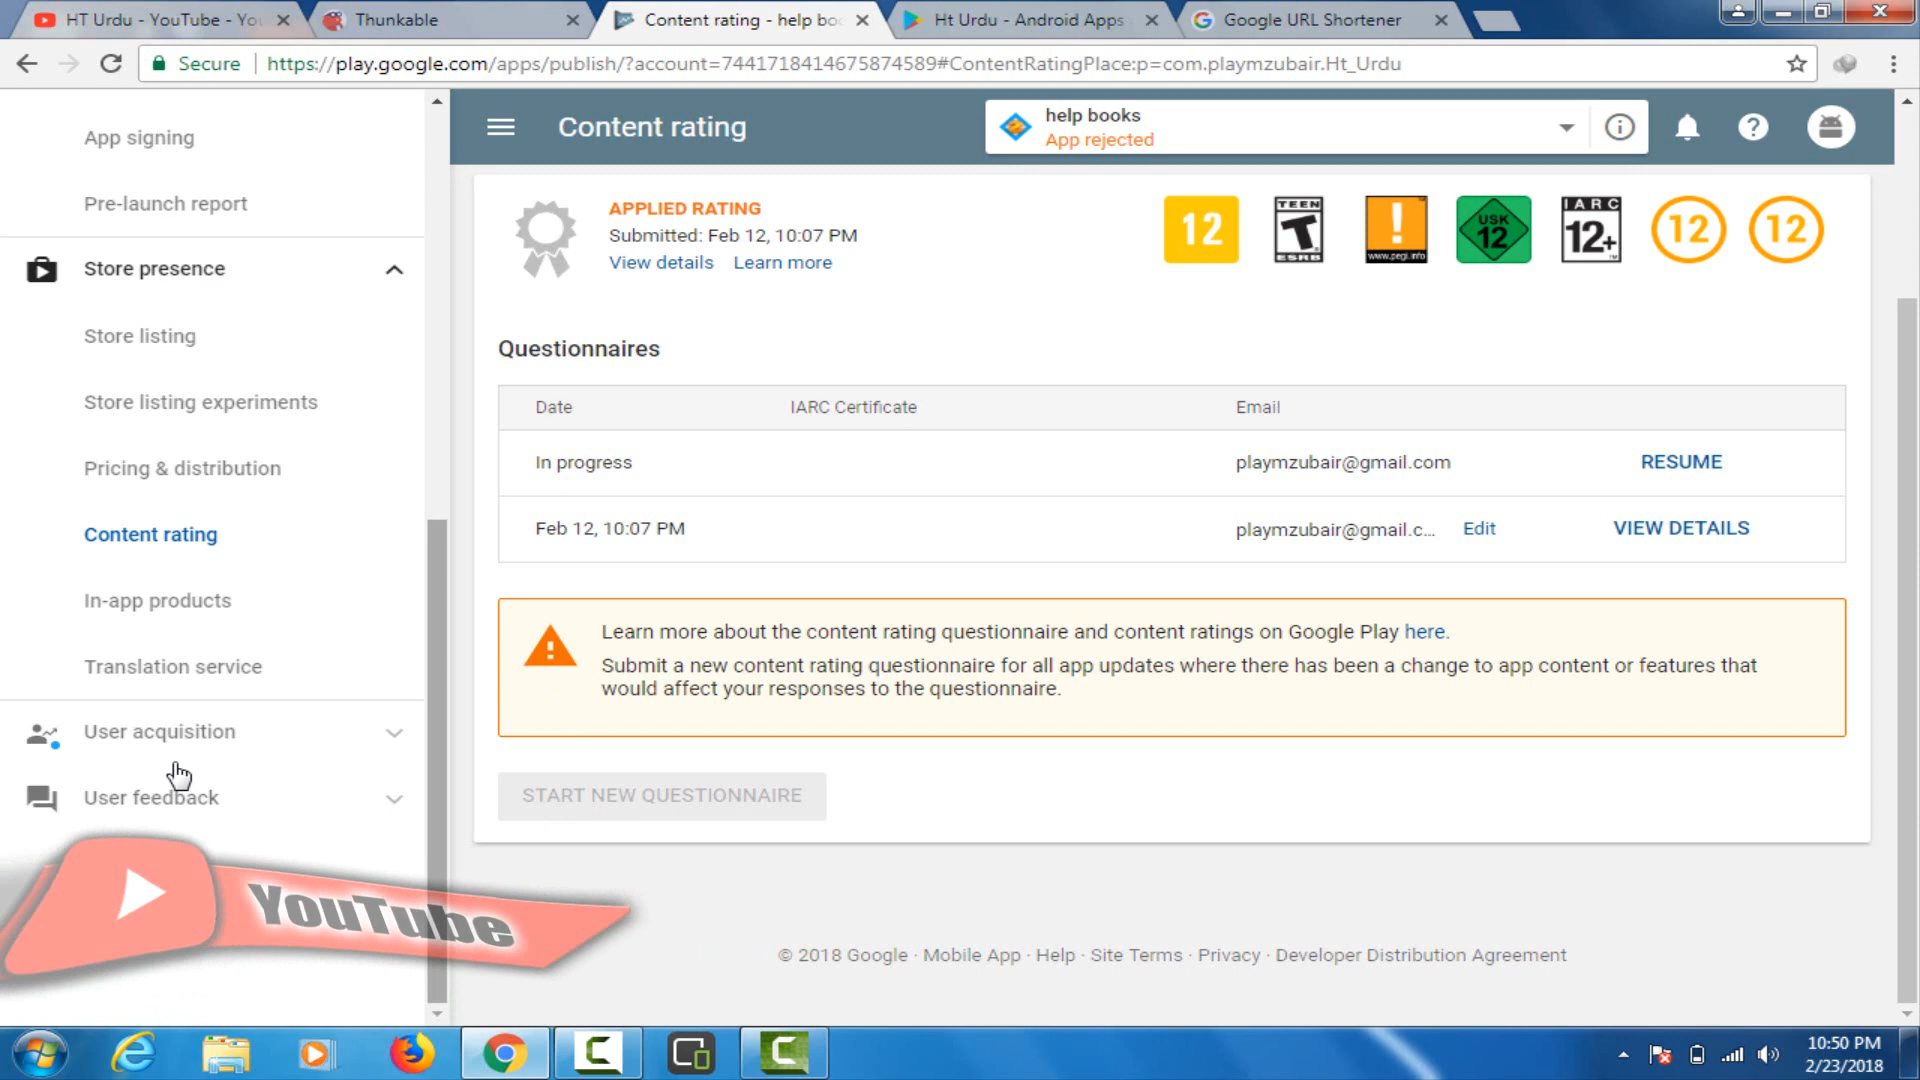 HT Urdu - YouTube - Yo
Thunkable
Content rating - help bo
Ht Urdu - Android Apps
Google URL Shortener
Secure
https://play.google.com/apps/publish/?account=7441718414675874589#ContentRatingPlace:p=com.playmzubair.Ht_Urdu
App signing
Pre-launch report
Store presence
Store listing
Store listing experiments
Pricing & distribution
Content rating
In-app products
Translation service
User acquisition
User feedback
YouTube
Content rating
help books
App rejected
APPLIED RATING
Submitted: Feb 12, 10:07 PM
View details Learn more
12
TEEN
T
ESRB
!
www.pegi.info
USK
12
IARC
12+
12
12
Questionnaires
Date IARC Certificate Email
In progress playmzubair@gmail.com RESUME
Feb 12, 10:07 PM playmzubair@gmail.c... Edit VIEW DETAILS
Learn more about the content rating questionnaire and content ratings on Google Play here.
Submit a new content rating questionnaire for all app updates where there has been a change to app content or features that
would affect your responses to the questionnaire.
START NEW QUESTIONNAIRE
© 2018 Google · Mobile App · Help · Site Terms · Privacy · Developer Distribution Agreement
10:50 PM
2/23/2018